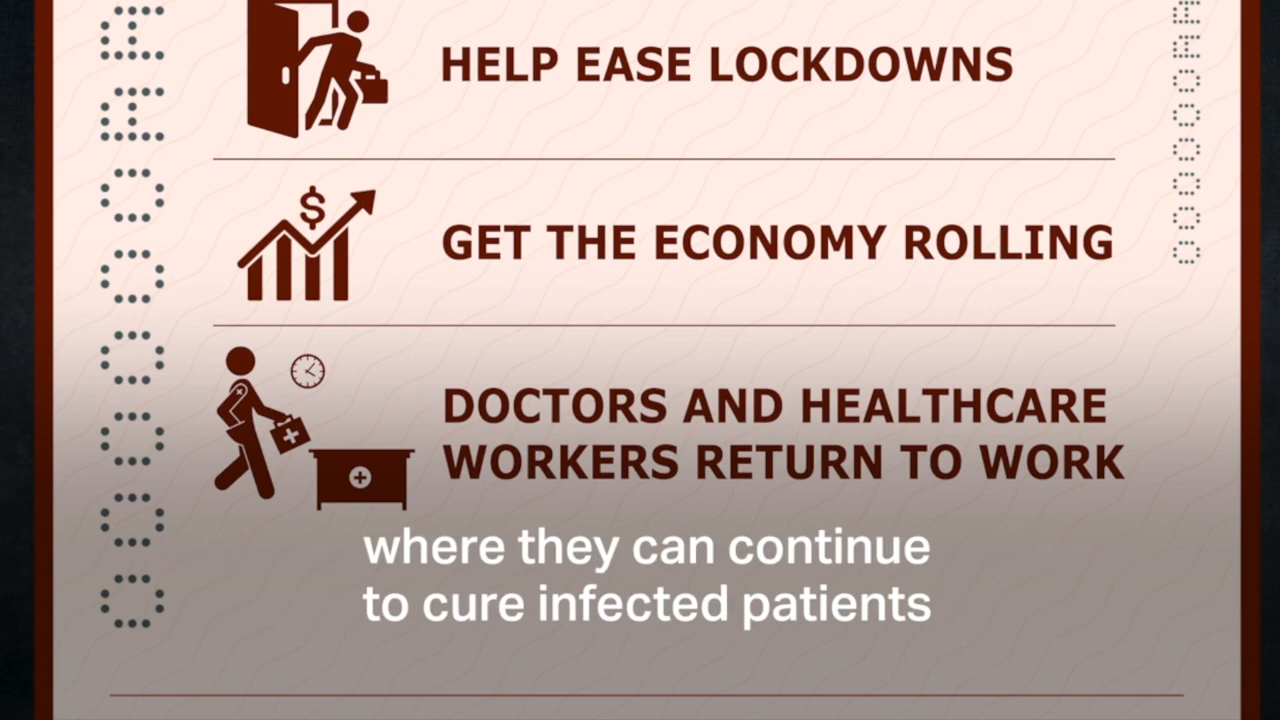 HELP EASE LOCKDOWNS
$
GET THE ECONOMY ROLLING
DOCTORS AND HEALTHCARE
WORKERS RETURN TO WORK
where they can continue
to cure infected patients